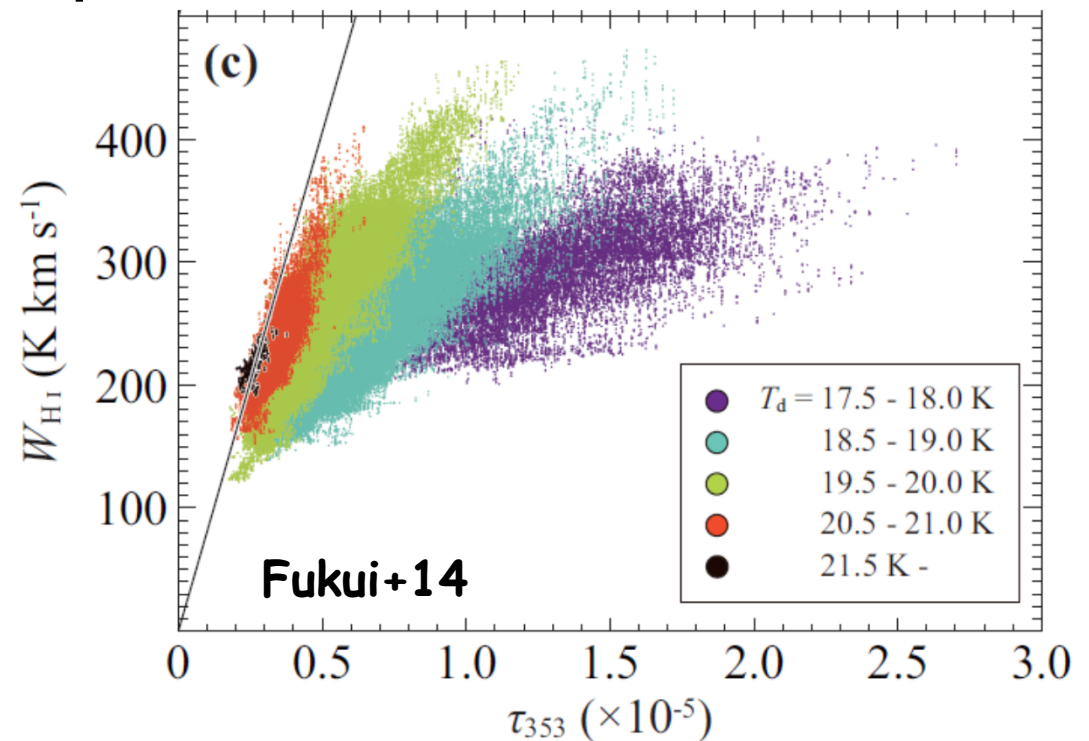 (c)
400
300
200
100
W_HI (K km s⁻¹)
T_d = 17.5 - 18.0 K
18.5 - 19.0 K
19.5 - 20.0 K
20.5 - 21.0 K
21.5 K -
Fukui+14
0 0.5 1.0 1.5 2.0 2.5 3.0
τ₃₅₃ (×10⁻⁵)